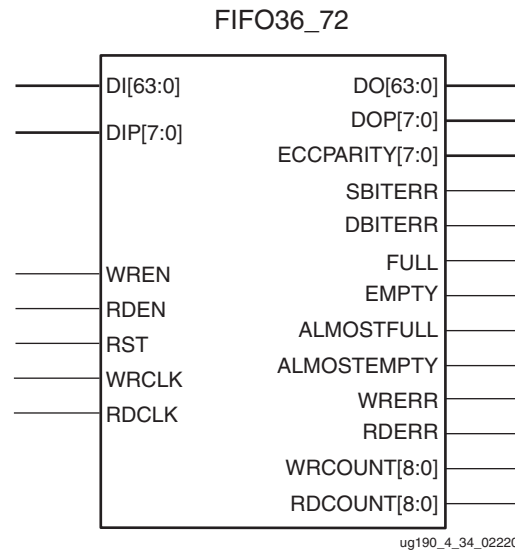 FIFO36_72
DI[63:0]
DIP[7:0]
WREN
RDEN
RST
WRCLK
RDCLK
DO[63:0]
DOP[7:0]
ECCPARITY[7:0]
SBITERR
DBITERR
FULL
EMPTY
ALMOSTFULL
ALMOSTEMPTY
WRERR
RDERR
WRCOUNT[8:0]
RDCOUNT[8:0]
ug190_4_34_02220